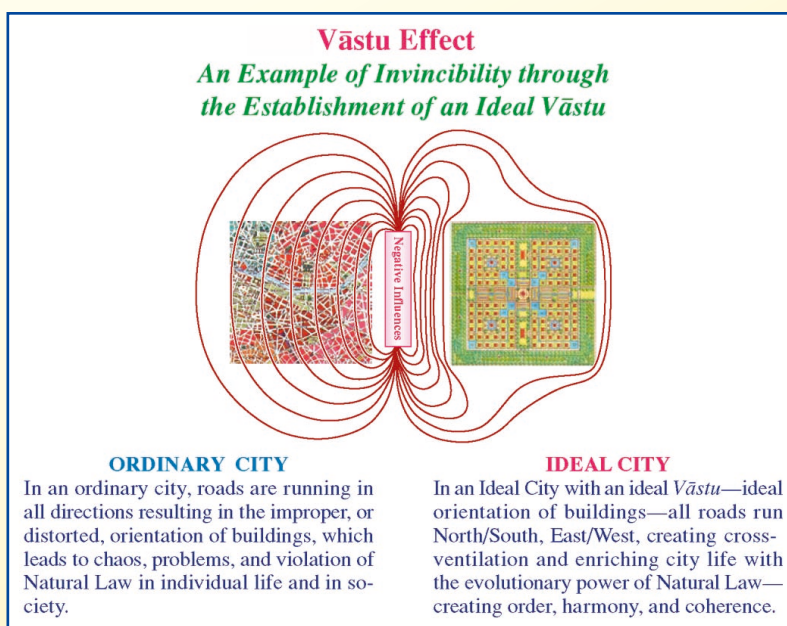 Vāstu Effect
An Example of Invincibility through
the Establishment of an Ideal Vāstu
Negative Influences
ORDINARY CITY
In an ordinary city, roads are running in
all directions resulting in the improper, or
distorted, orientation of buildings, which
leads to chaos, problems, and violation of
Natural Law in individual life and in so-
ciety.
IDEAL CITY
In an Ideal City with an ideal Vāstu—ideal
orientation of buildings—all roads run
North/South, East/West, creating cross-
ventilation and enriching city life with
the evolutionary power of Natural Law—
creating order, harmony, and coherence.